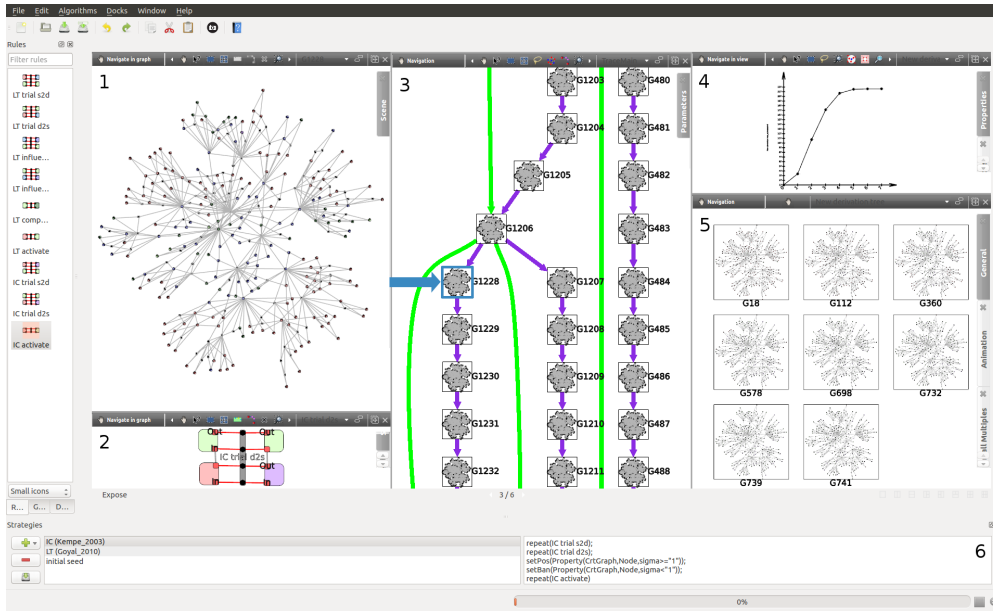 File Edit Algorithms Docks Window Help
Rules
Filter rules
LT trial s2d
LT trial d2s
LT influe...
LT influe...
LT comp...
LT activate
IC trial s2d
IC trial d2s
IC activate
Small icons
R... G... D...
Navigate in graph
1
Scene
Navigate in graph
2
Out Out
In
IC trial d2s
Out
In In
Navigation
3
Parameters
G1203 G480
G1204 G481
G1205 G482
G1206 G483
G1228 G1207 G484
G1229 G1208 G485
G1230 G1209 G486
G1231 G1210 G487
G1232 G1211 G488
Navigate in view
4
Properties
Navigation
5
General
Animation
ll Multiples
G18 G112 G360
G578 G698 G732
G739 G741
Expose
3 / 6
Strategies
IC (Kempe_2003)
LT (Goyal_2010)
initial seed
repeat(IC trial s2d);
repeat(IC trial d2s);
setPos(Property(CrtGraph,Node,sigma>="1"));
setBan(Property(CrtGraph,Node,sigma<"1"));
repeat(IC activate)
6
0%